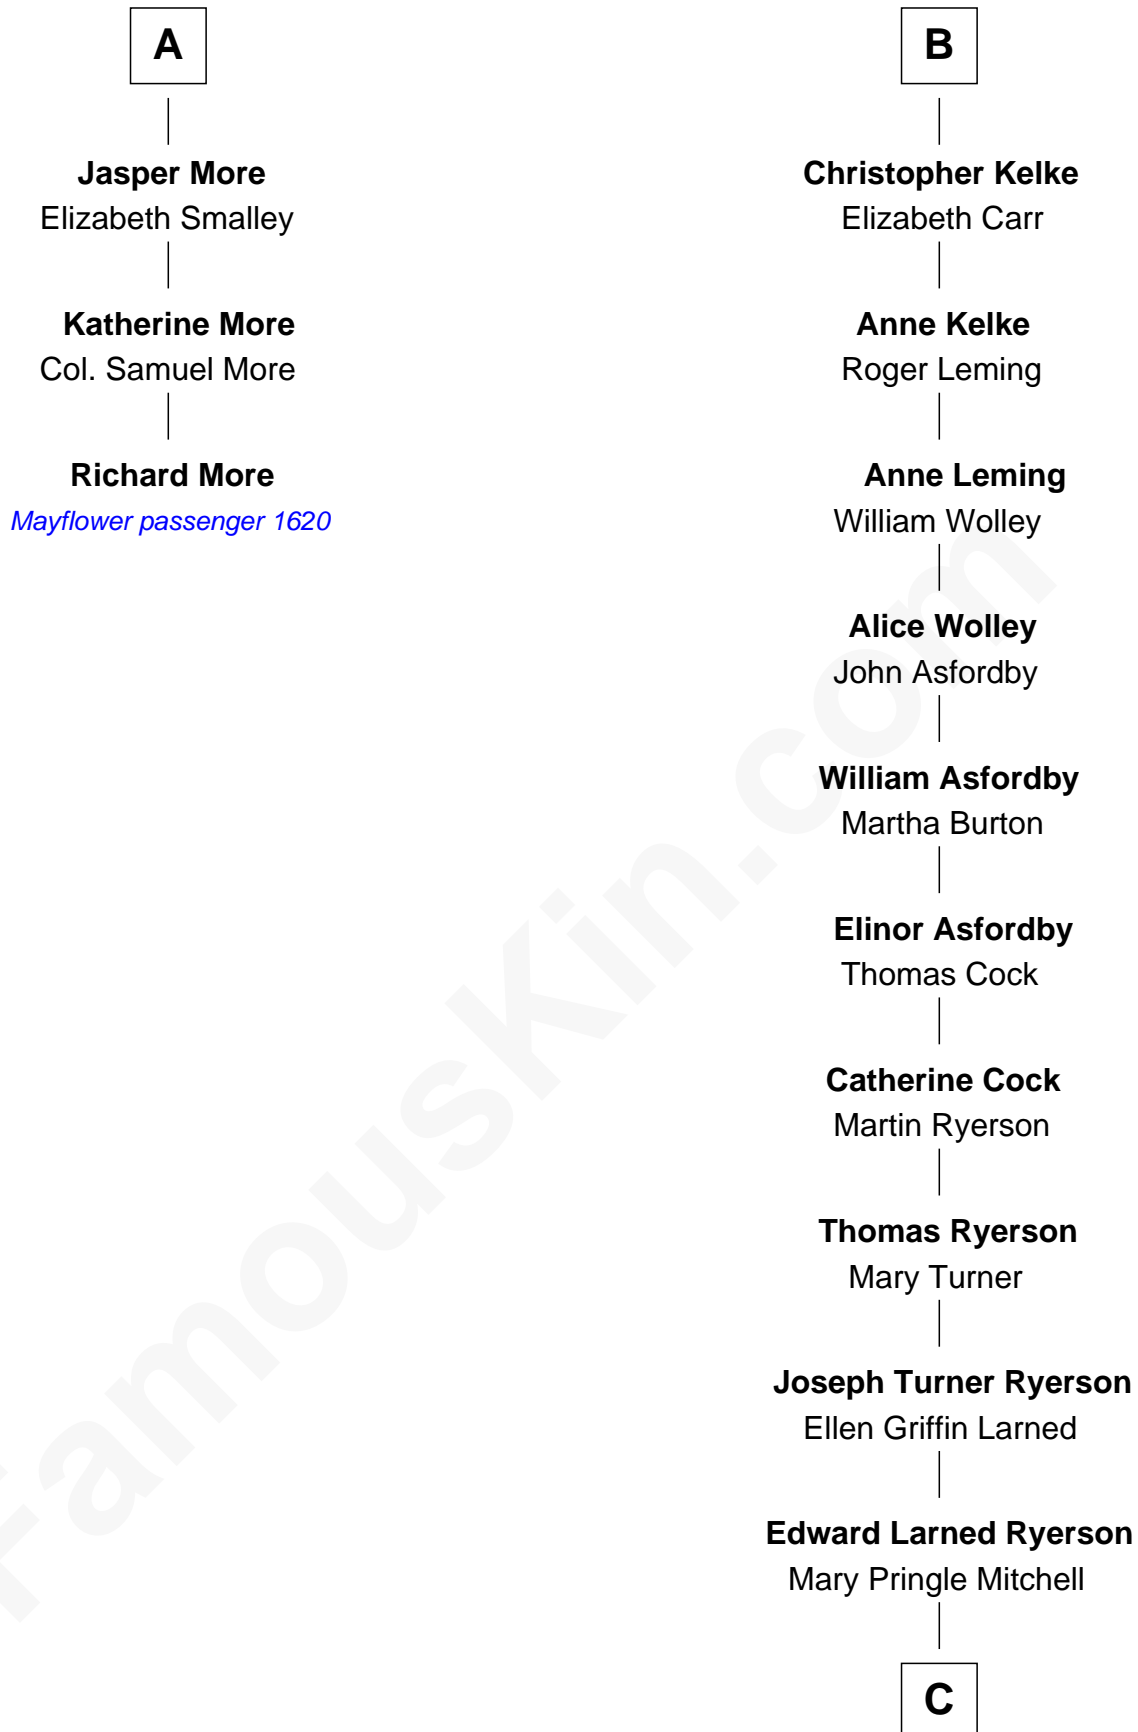 A
Jasper More
Elizabeth Smalley
Katherine More
Col. Samuel More
Richard More
Mayflower passenger 1620
B
Christopher Kelke
Elizabeth Carr
Anne Kelke
Roger Leming
Anne Leming
William Wolley
Alice Wolley
John Asfordby
William Asfordby
Martha Burton
Elinor Asfordby
Thomas Cock
Catherine Cock
Martin Ryerson
Thomas Ryerson
Mary Turner
Joseph Turner Ryerson
Ellen Griffin Larned
Edward Larned Ryerson
Mary Pringle Mitchell
C
FamousKin.com